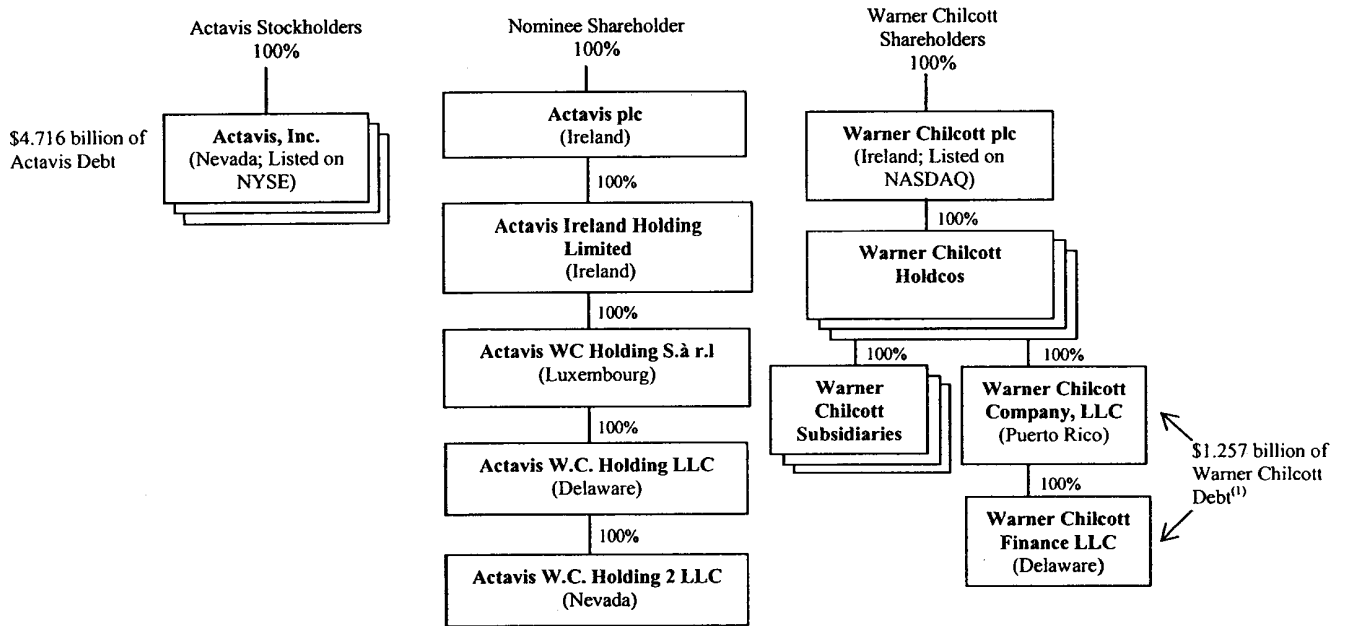 Actavis Stockholders
100%
$4.716 billion of
Actavis Debt
Actavis, Inc.
(Nevada; Listed on
NYSE)
Nominee Shareholder
100%
Actavis plc
(Ireland)
100%
Actavis Ireland Holding
Limited
(Ireland)
100%
Actavis WC Holding S.à r.l
(Luxembourg)
100%
Actavis W.C. Holding LLC
(Delaware)
100%
Actavis W.C. Holding 2 LLC
(Nevada)
Warner Chilcott
Shareholders
100%
Warner Chilcott plc
(Ireland; Listed on
NASDAQ)
100%
Warner Chilcott
Holdcos
100%
Warner
Chilcott
Subsidiaries
100%
Warner Chilcott
Company, LLC
(Puerto Rico)
100%
Warner Chilcott
Finance LLC
(Delaware)
$1.257 billion of
Warner Chilcott
Debt(1)